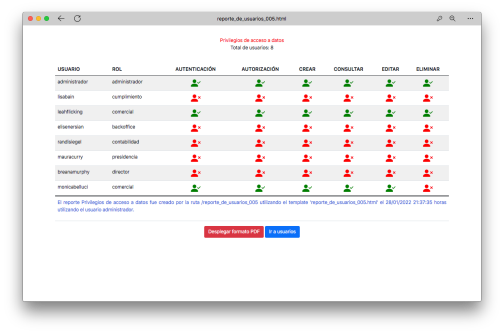 reporte_de_usuarios_005.html
Privilegios de acceso a datos
Total de usuarios: 8
USUARIO ROL AUTENTICACIÓN AUTORIZACIÓN CREAR CONSULTAR EDITAR ELIMINAR
administrador administrador
lisabain cumplimiento
leahflicking comercial
elisenersian backoffice
randisiegel contabilidad
mauracurry presidencia
breanamurphy director
monicabelluci comercial
El reporte Privilegios de acceso a datos fue creado por la ruta /reporte_de_usuarios_005 utilizando el template 'reporte_de_usuarios_005.html' el 28/01/2022 21:37:35 horas
utilizando el usuario administrador.
Desplegar formato PDF Ir a usuarios